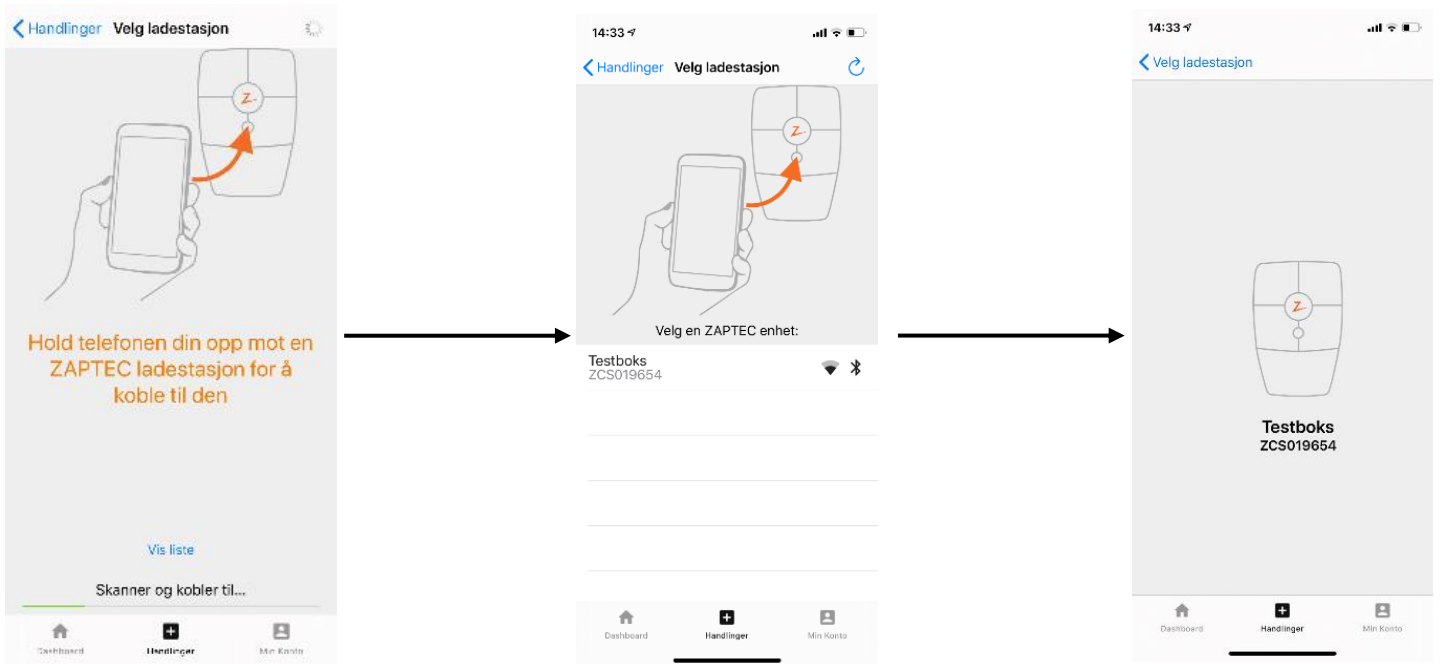 Handlinger Velg ladestasjon
Z
Hold telefonen din opp mot en
ZAPTEC ladestasjon for å
koble til den
Vis liste
Skanner og kobler til...
Dashboard Handlinger Min Konto
14:33
Handlinger Velg ladestasjon
Z
Velg en ZAPTEC enhet:
Testboks
ZCS019654
Dashboard Handlinger Min Konto
14:33
Velg ladestasjon
Z
Testboks
ZCS019654
Dashboard Handlinger Min Konto